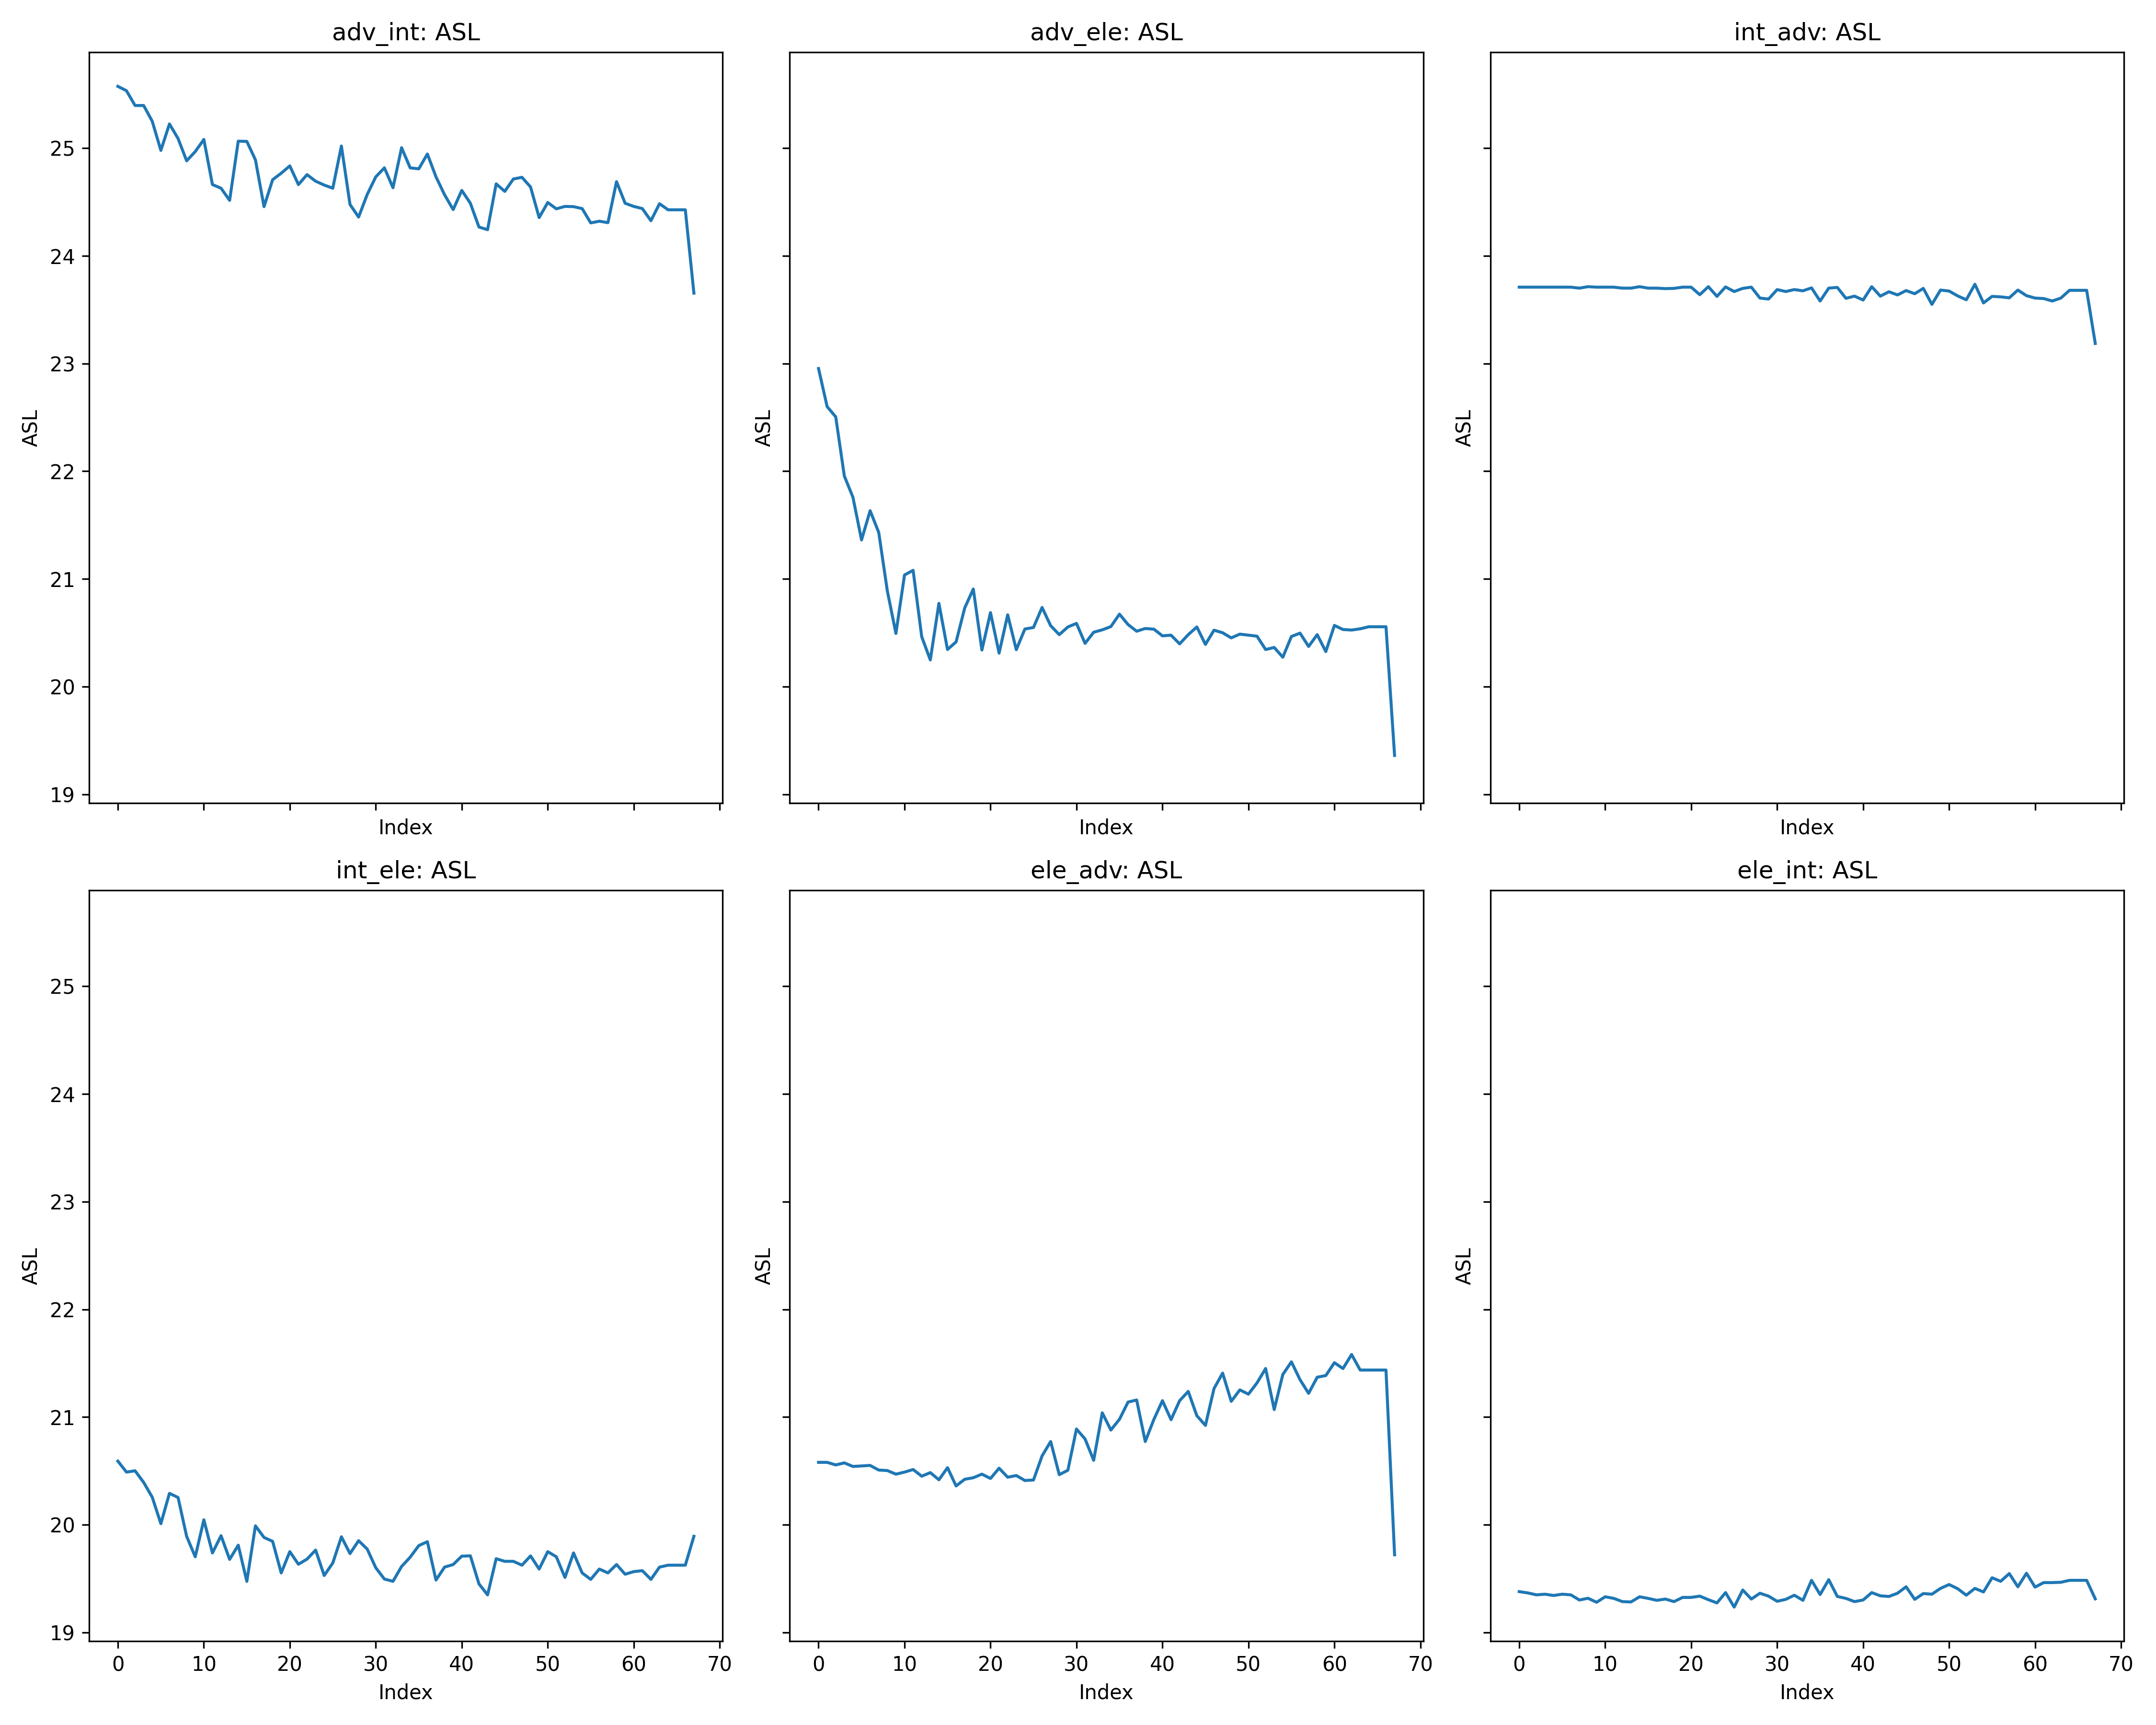 adv_int: ASL
adv_ele: ASL
int_adv: ASL
25
24
23
22
21
20
19
ASL
ASL
ASL
Index
Index
Index
int_ele: ASL
ele_adv: ASL
ele_int: ASL
25
24
23
22
21
20
19
ASL
ASL
ASL
0 10 20 30 40 50 60 70
0 10 20 30 40 50 60 70
0 10 20 30 40 50 60 70
Index
Index
Index